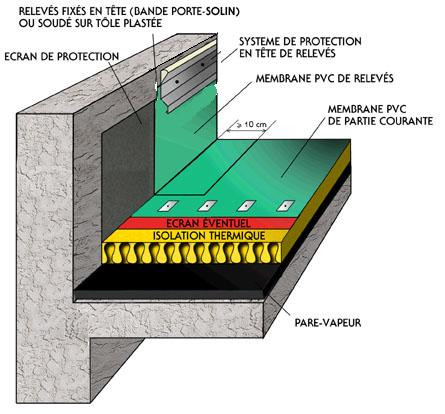 RELEVÉS FIXÉS EN TÊTE (BANDE PORTE-SOLIN)
OU SOUDÉ SUR TÔLE PLASTÉE
ECRAN DE PROTECTION
SYSTEME DE PROTECTION
EN TÊTE DE RELEVÉS
MEMBRANE PVC DE RELEVÉS
MEMBRANE PVC
DE PARTIE COURANTE
≥ 10 cm
ECRAN ÉVENTUEL
ISOLATION THERMIQUE
PARE-VAPEUR